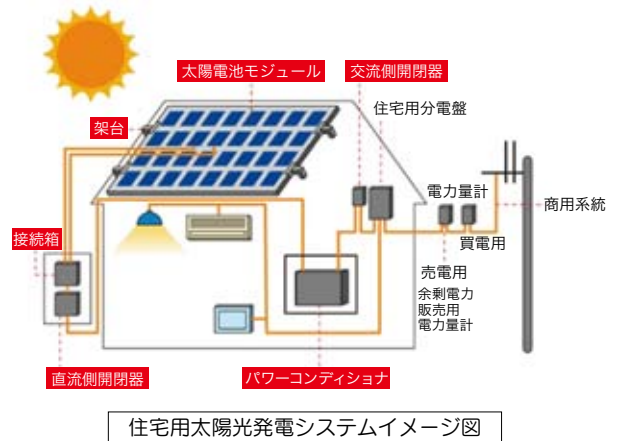 太陽電池モジュール
交流側開閉器
住宅用分電盤
架台
電力量計
商用系統
接続箱
買電用
売電用
余剰電力
販売用
電力量計
直流側開閉器
パワーコンディショナ
住宅用太陽光発電システムイメージ図